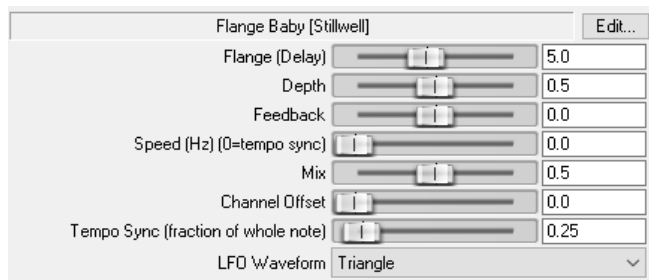 Flange Baby [Stillwell] Edit...
Flange (Delay) 5.0
Depth 0.5
Feedback 0.0
Speed (Hz) (0=tempo sync) 0.0
Mix 0.5
Channel Offset 0.0
Tempo Sync (fraction of whole note) 0.25
LFO Waveform Triangle